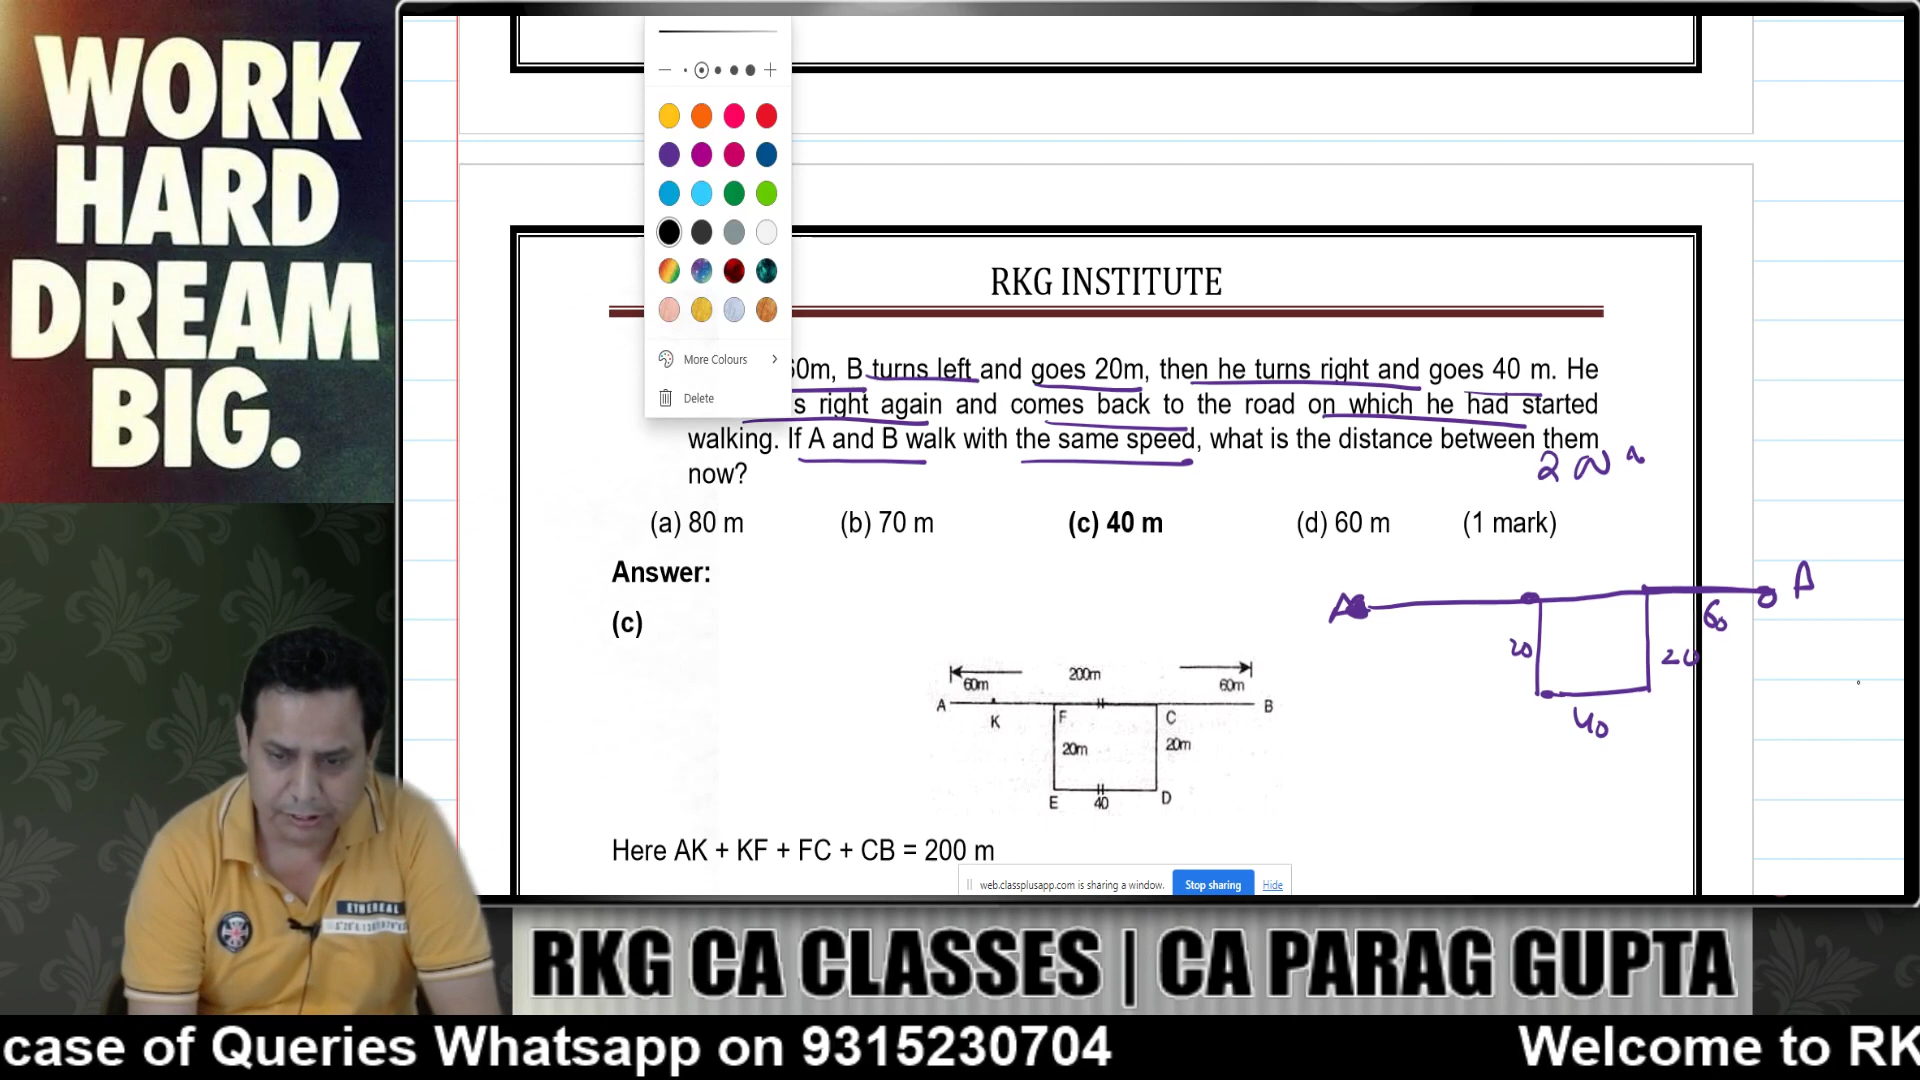 WORK
HARD
DREAM
BIG.
RKG INSTITUTE
More Colours
Delete
60m, B turns left and goes 20m, then he turns right and goes 40 m. He
s right again and comes back to the road on which he had started
walking. If A and B walk with the same speed, what is the distance between them
now?
(a) 80 m (b) 70 m (c) 40 m (d) 60 m (1 mark)
Answer:
(c)
A
60
20
20
40
200m
60m
60m
A
K
F
C
B
20m
20m
E
40
D
Here AK + KF + FC + CB = 200 m
web.classplusapp.com is sharing a window.
Stop sharing
Hide
ETHEREAL
RKG CA CLASSES | CA PARAG GUPTA
case of Queries Whatsapp on 9315230704
Welcome to RK